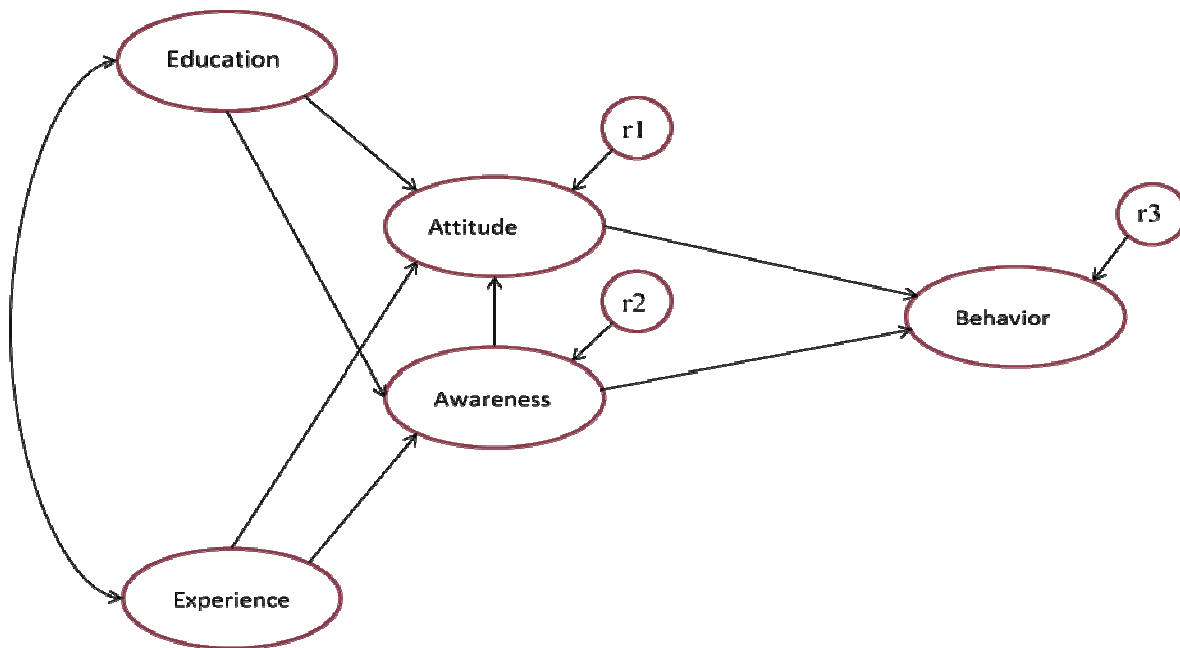 Education
r1
Attitude
r3
r2
Behavior
Awareness
Experience